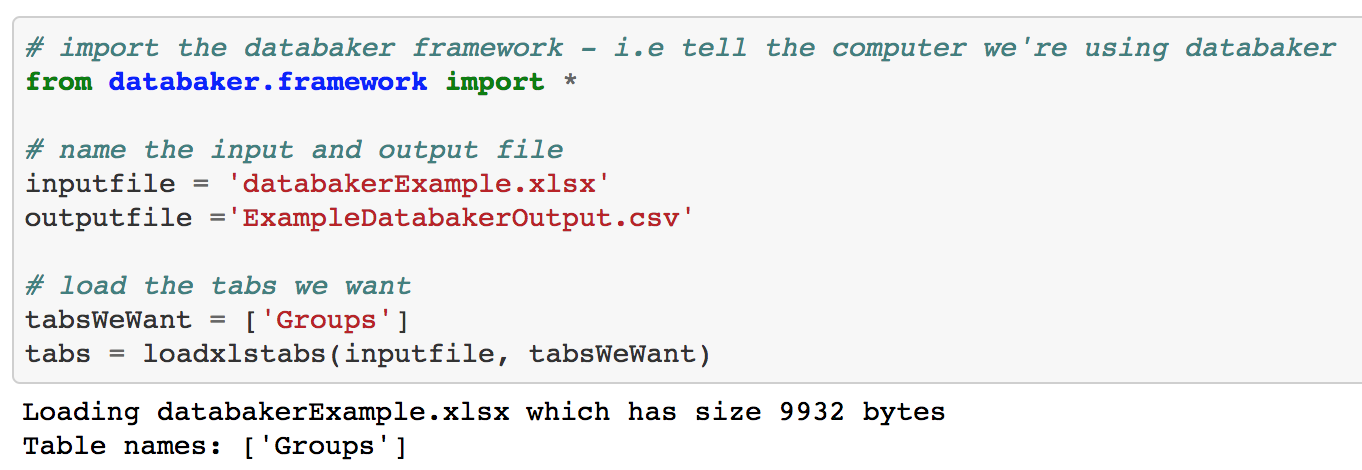 # import the databaker framework – i.e tell the computer we're using databaker
from databaker.framework import *
# name the input and output file
inputfile = 'databakerExample.xlsx'
outputfile ='ExampleDatabakerOutput.csv'
# load the tabs we want
tabsWeWant = ['Groups']
tabs = loadxlstabs(inputfile, tabsWeWant)
Loading databakerExample.xlsx which has size 9932 bytes
Table names: ['Groups']